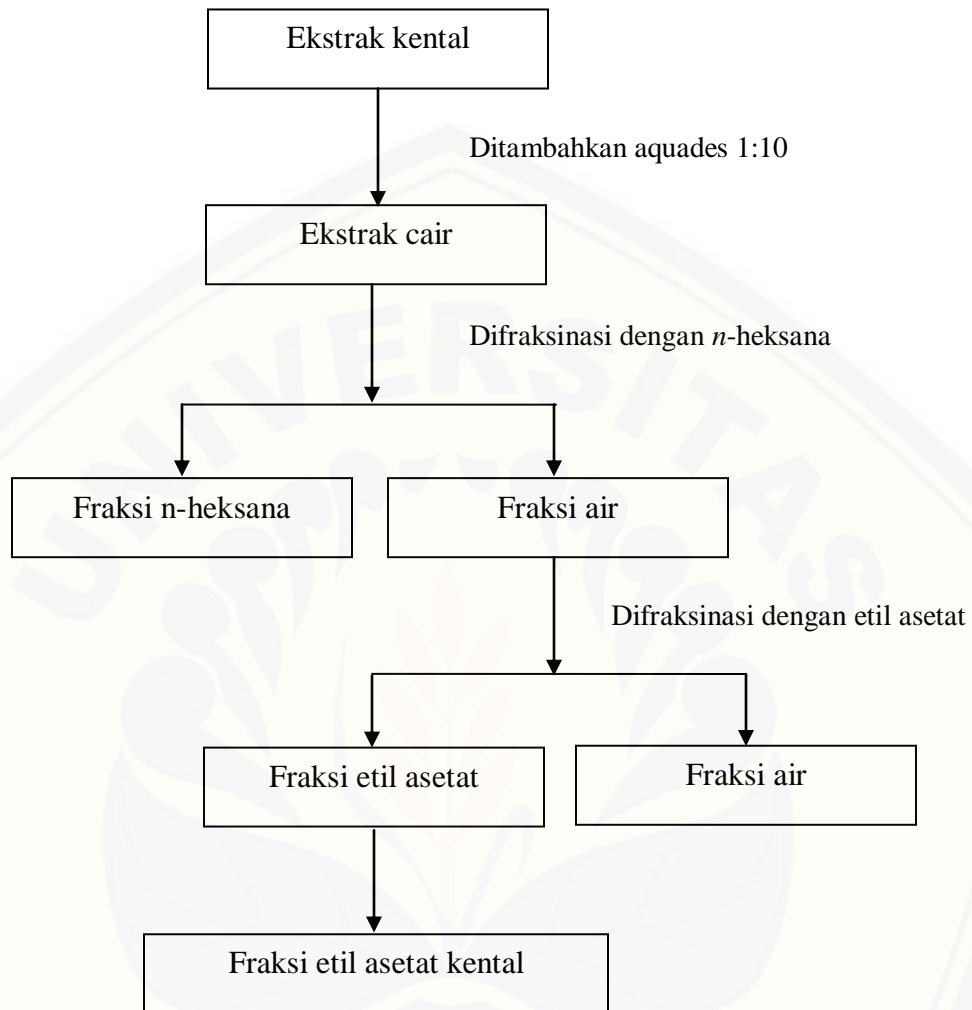 Ekstrak kental
Ditambahkan aquades 1:10
Ekstrak cair
Difraksinasi dengan n-heksana
Fraksi n-heksana
Fraksi air
Difraksinasi dengan etil asetat
Fraksi etil asetat
Fraksi air
Fraksi etil asetat kental
UNIVERSITAS